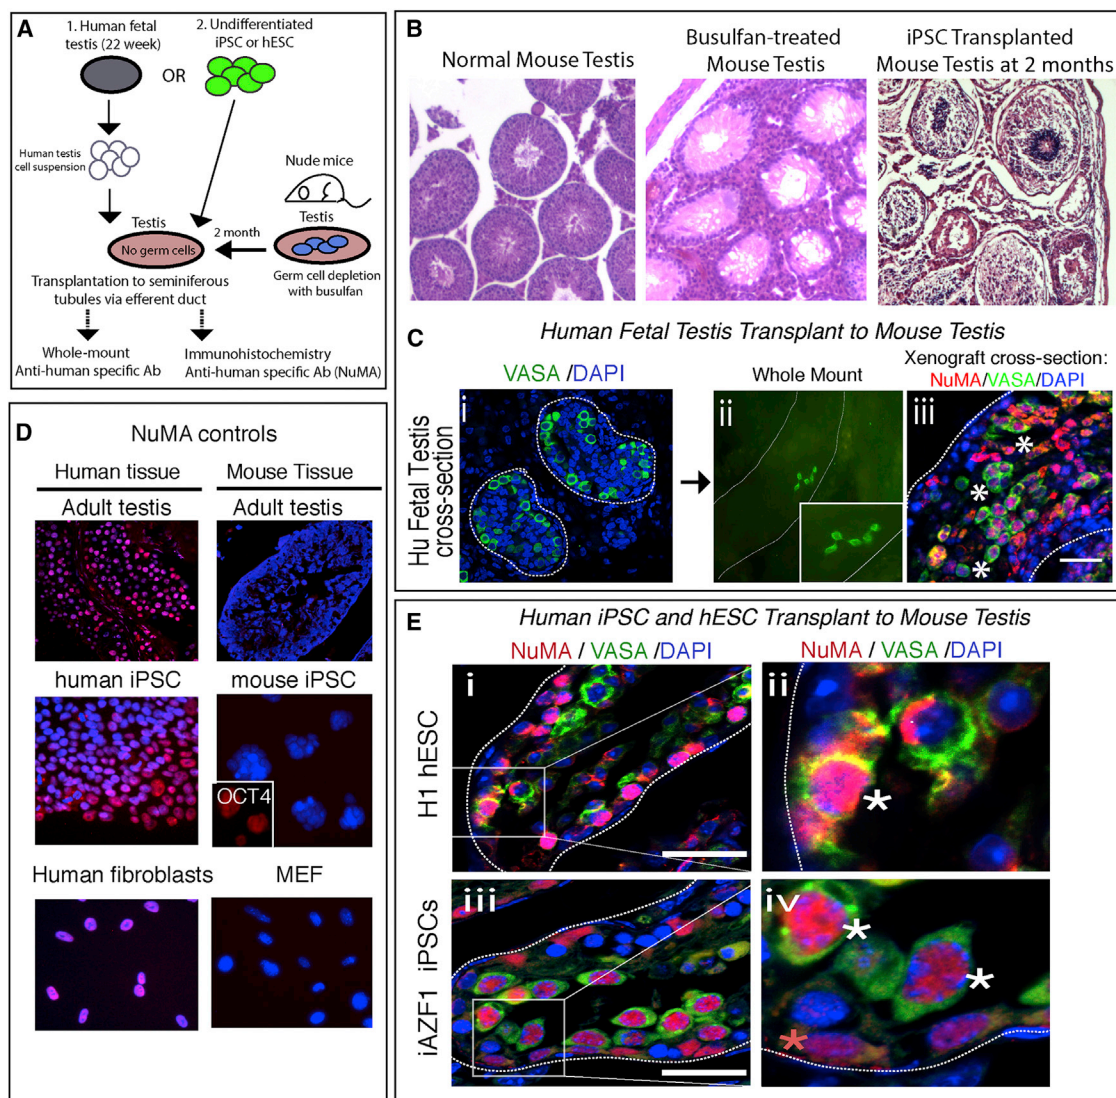 A
1. Human fetal
testis (22 week)
OR
2. Undifferentiated
iPSC or hESC
Human testis
cell suspension
Nude mice
Testis
No germ cells
2 month
Testis
Germ cell depletion
with busulfan
Transplantation to seminiferous
tubules via efferent duct
Whole-mount
Anti-human specific Ab
Immunohistochemistry
Anti-human specific Ab (NuMA)
B
Normal Mouse Testis
Busulfan-treated
Mouse Testis
iPSC Transplanted
Mouse Testis at 2 months
C
Human Fetal Testis Transplant to Mouse Testis
Hu Fetal Testis
cross-section
VASA /DAPI
i
Whole Mount
ii
Xenograft cross-section:
NuMA/VASA/DAPI
iii
*
*
*
D
NuMA controls
Human tissue
Mouse Tissue
Adult testis
Adult testis
human iPSC
mouse iPSC
OCT4
Human fibroblasts
MEF
E
Human iPSC and hESC Transplant to Mouse Testis
NuMA / VASA /DAPI
NuMA / VASA /DAPI
H1 hESC
i
ii
*
iAZF1 iPSCs
iii
iv
*
*
*